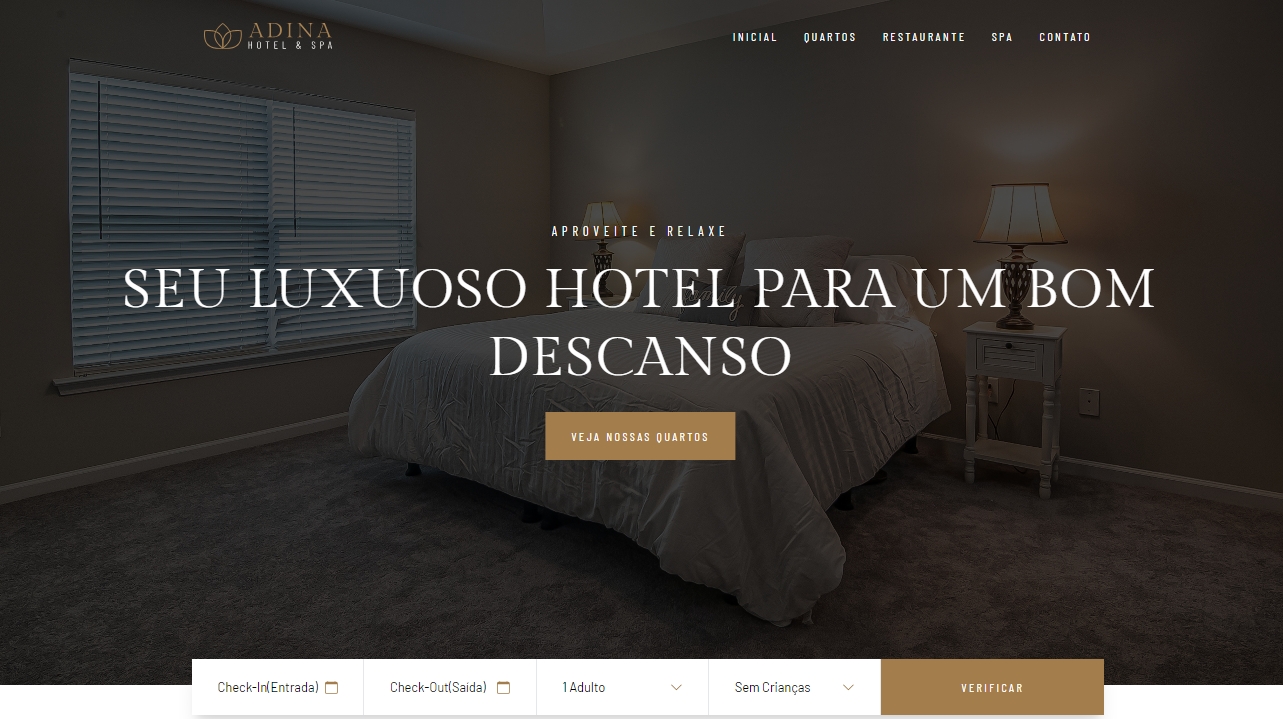 ADINA
HOTEL & SPA
INICIAL QUARTOS RESTAURANTE SPA CONTATO
APROVEITE E RELAXE
SEU LUXUOSO HOTEL PARA UM BOM
DESCANSO
VEJA NOSSAS QUARTOS
Check-In(Entrada) Check-Out(Saída) 1 Adulto Sem Crianças VERIFICAR